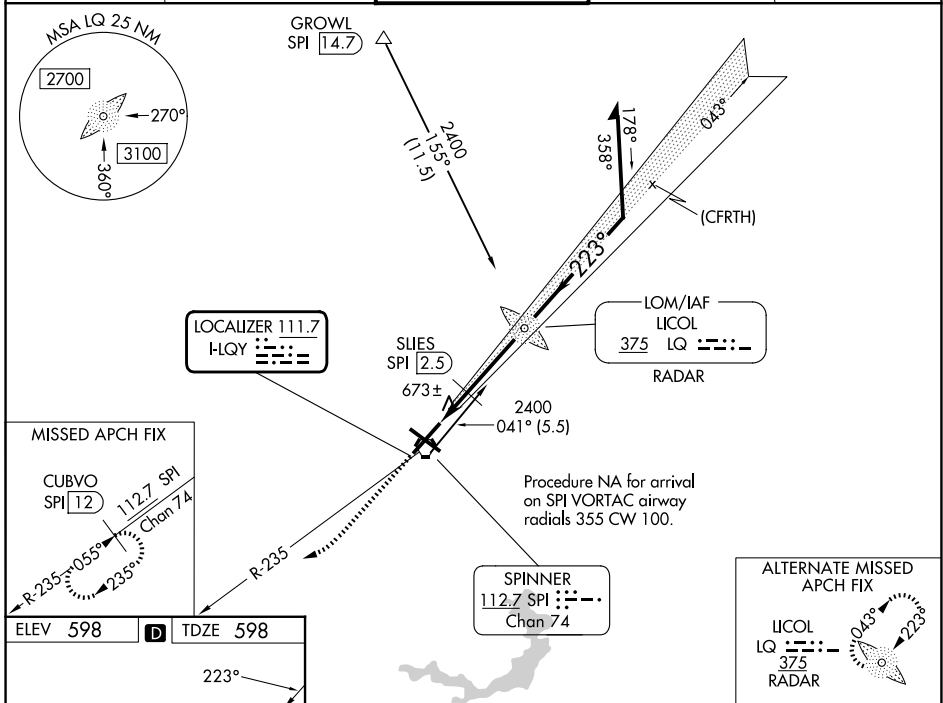 MSA LQ 25 NM
2700
270°
3100
360°
GROWL
SPI 14.7
2400
155°
(11.5)
178°
358°
043°
(CFRTH)
223°
LOM/IAF
LICOL
375 LQ
RADAR
LOCALIZER 111.7
I-LQY
SLIES
SPI 2.5
673±
2400
041° (5.5)
MISSED APCH FIX
CUBVO
SPI 12
112.7 SPI
Chan 74
R-235
055°
235°
R-235
Procedure NA for arrival
on SPI VORTAC airway
radials 355 CW 100.
SPINNER
112.7 SPI
Chan 74
ALTERNATE MISSED
APCH FIX
LICOL
LQ
375
RADAR
043°
223°
ELEV 598 D TDZE 598
223°